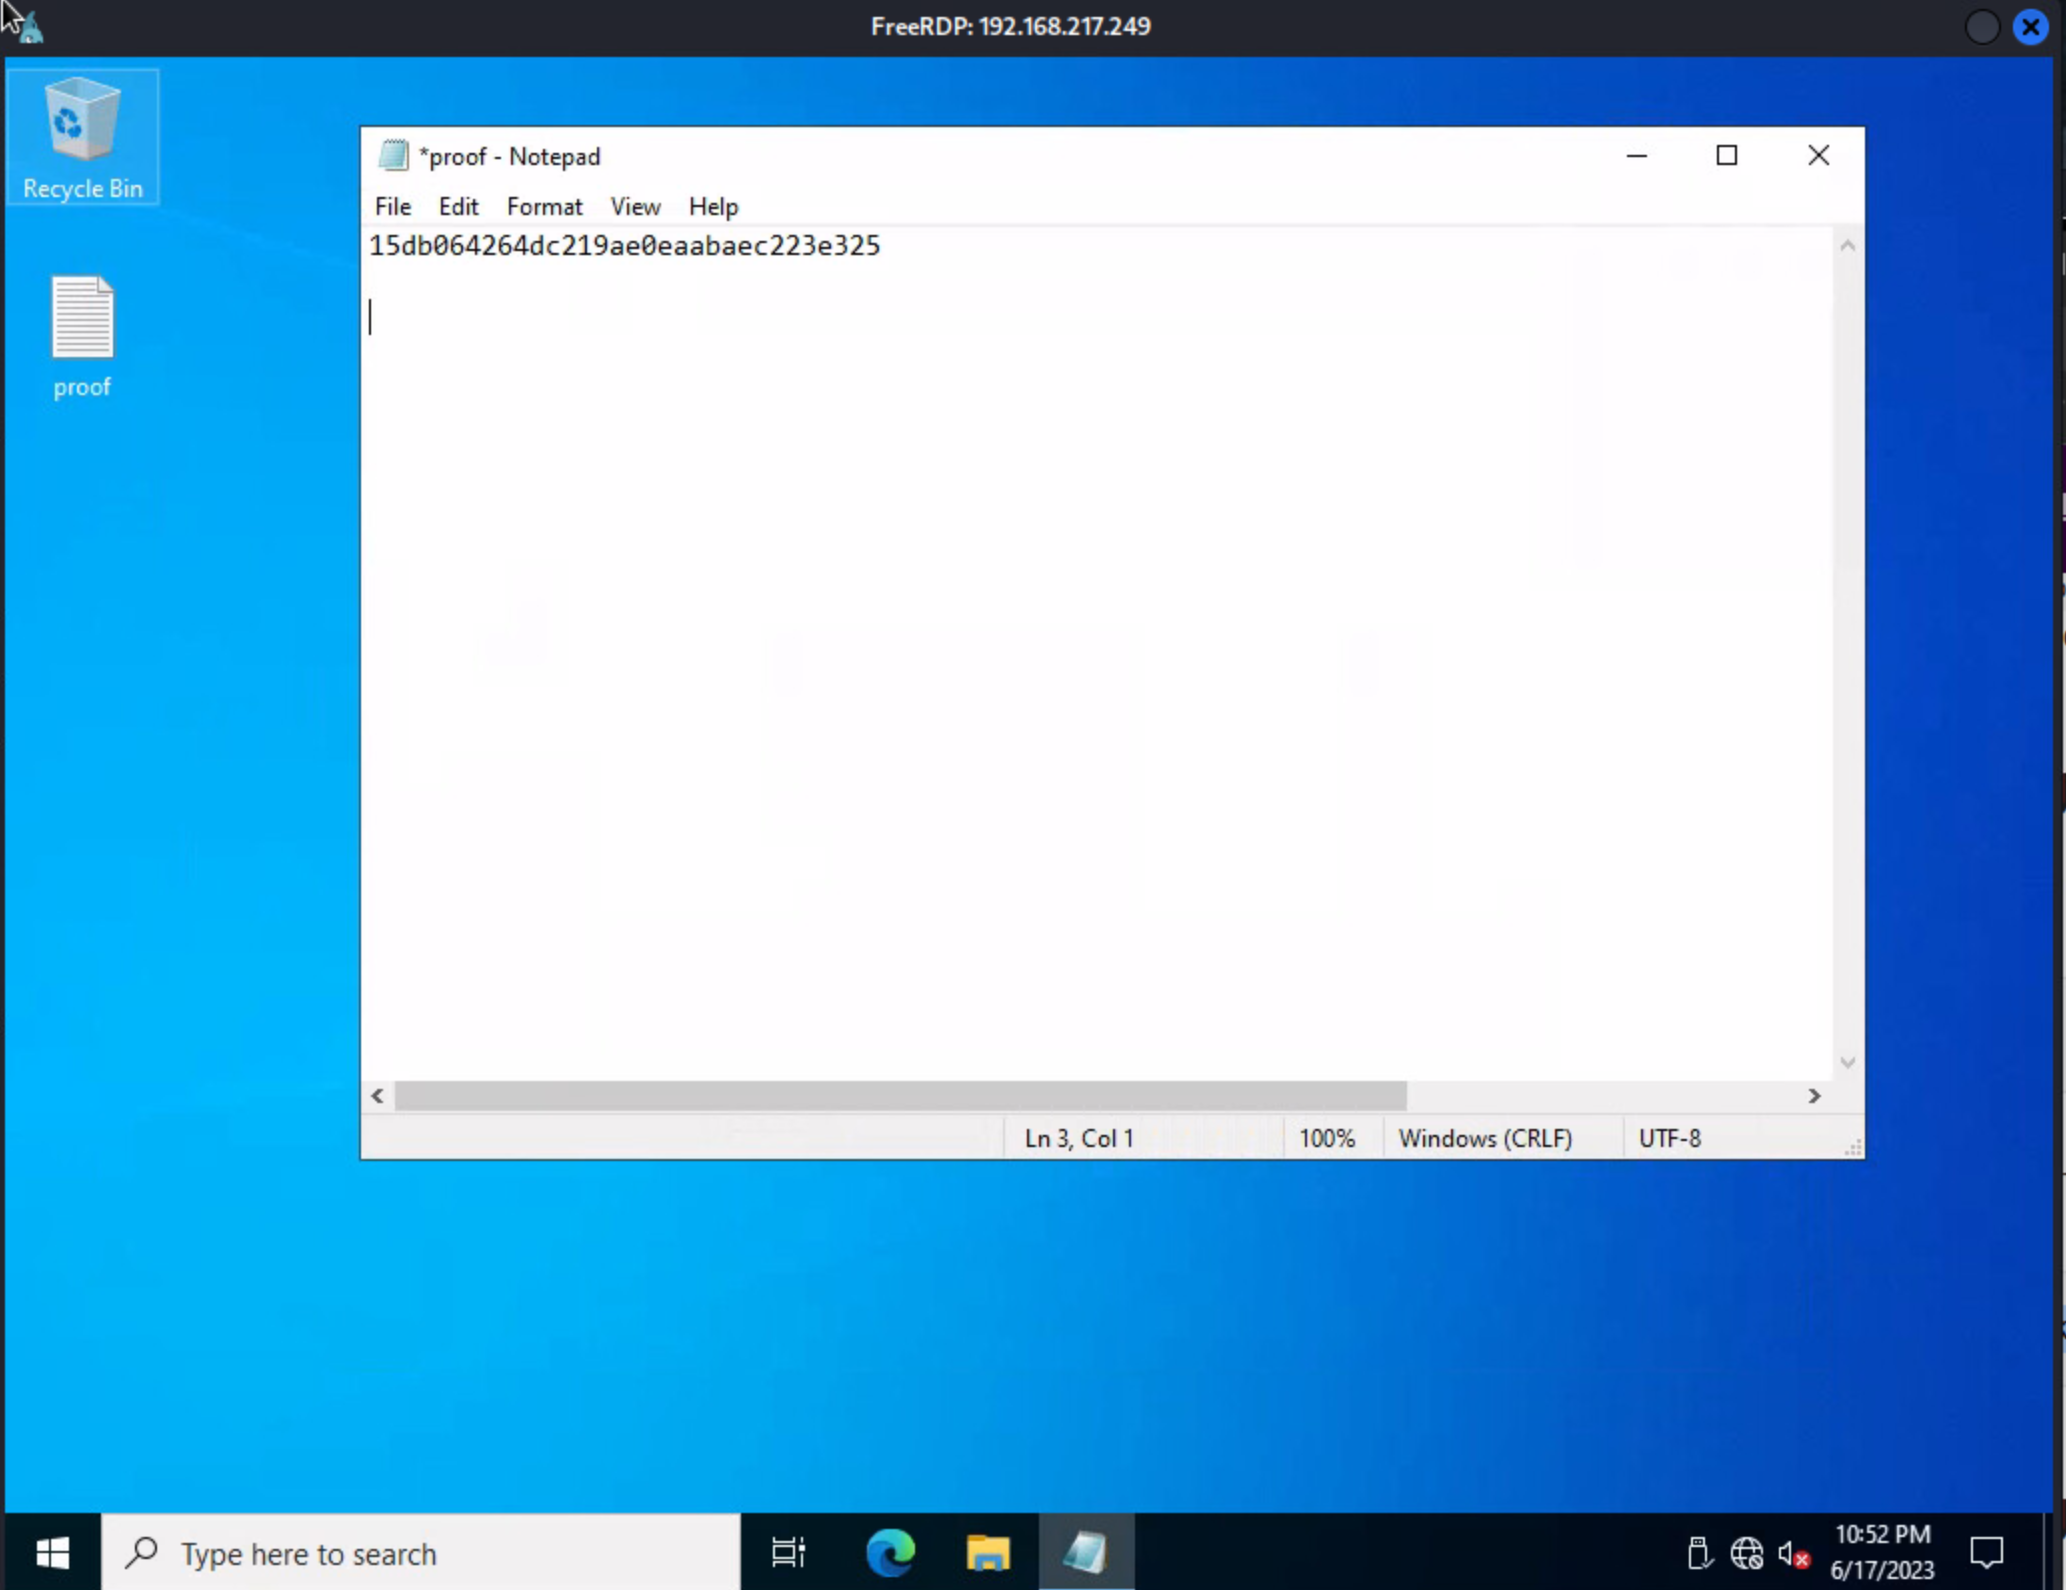 FreeRDP: 192.168.217.249
Recycle Bin
proof
*proof - Notepad
File Edit Format View Help
15db064264dc219ae0eaabaec223e325
Ln 3, Col 1 100% Windows (CRLF) UTF-8
Type here to search
10:52 PM
6/17/2023